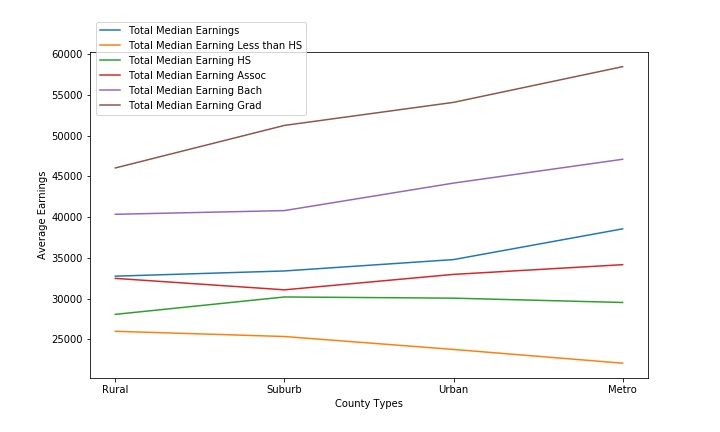 Total Median Earnings
Total Median Earning Less than HS
Total Median Earning HS
Total Median Earning Assoc
Total Median Earning Bach
Total Median Earning Grad
60000
55000
50000
45000
40000
35000
30000
25000
Average Earnings
Rural Suburb Urban Metro
County Types